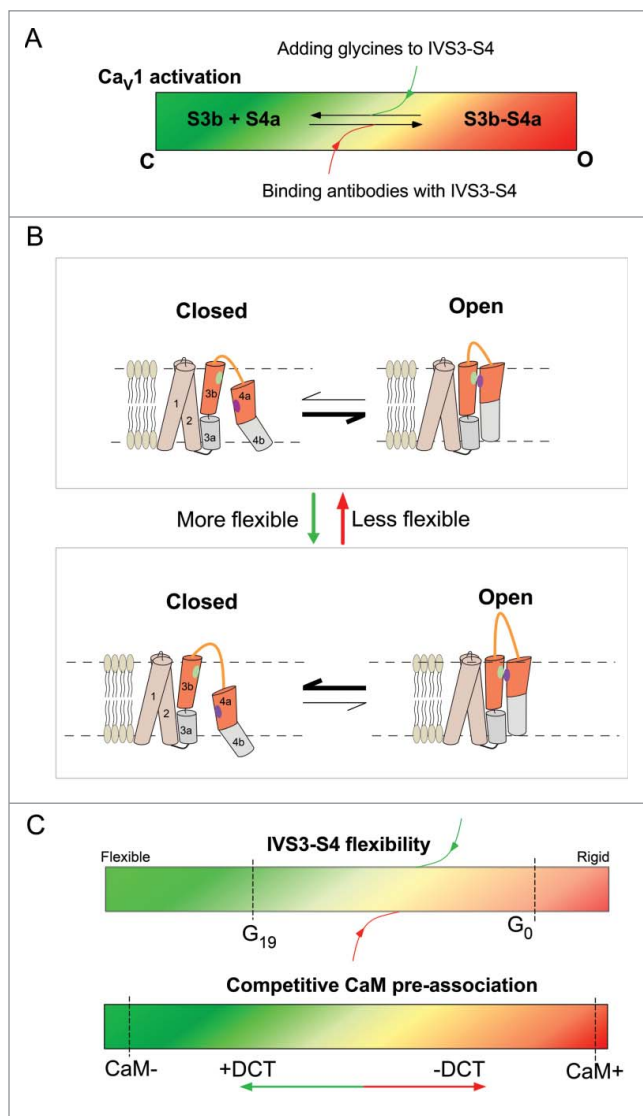 A
Adding glycines to IVS3-S4
CaV1 activation
S3b + S4a
S3b-S4a
C
O
Binding antibodies with IVS3-S4
B
Closed
Open
1
2
3b
3a
4a
4b
More flexible
Less flexible
Closed
Open
1
2
3b
3a
4a
4b
C
IVS3-S4 flexibility
Flexible
Rigid
G19
G0
Competitive CaM pre-association
CaM-
+DCT
-DCT
CaM+